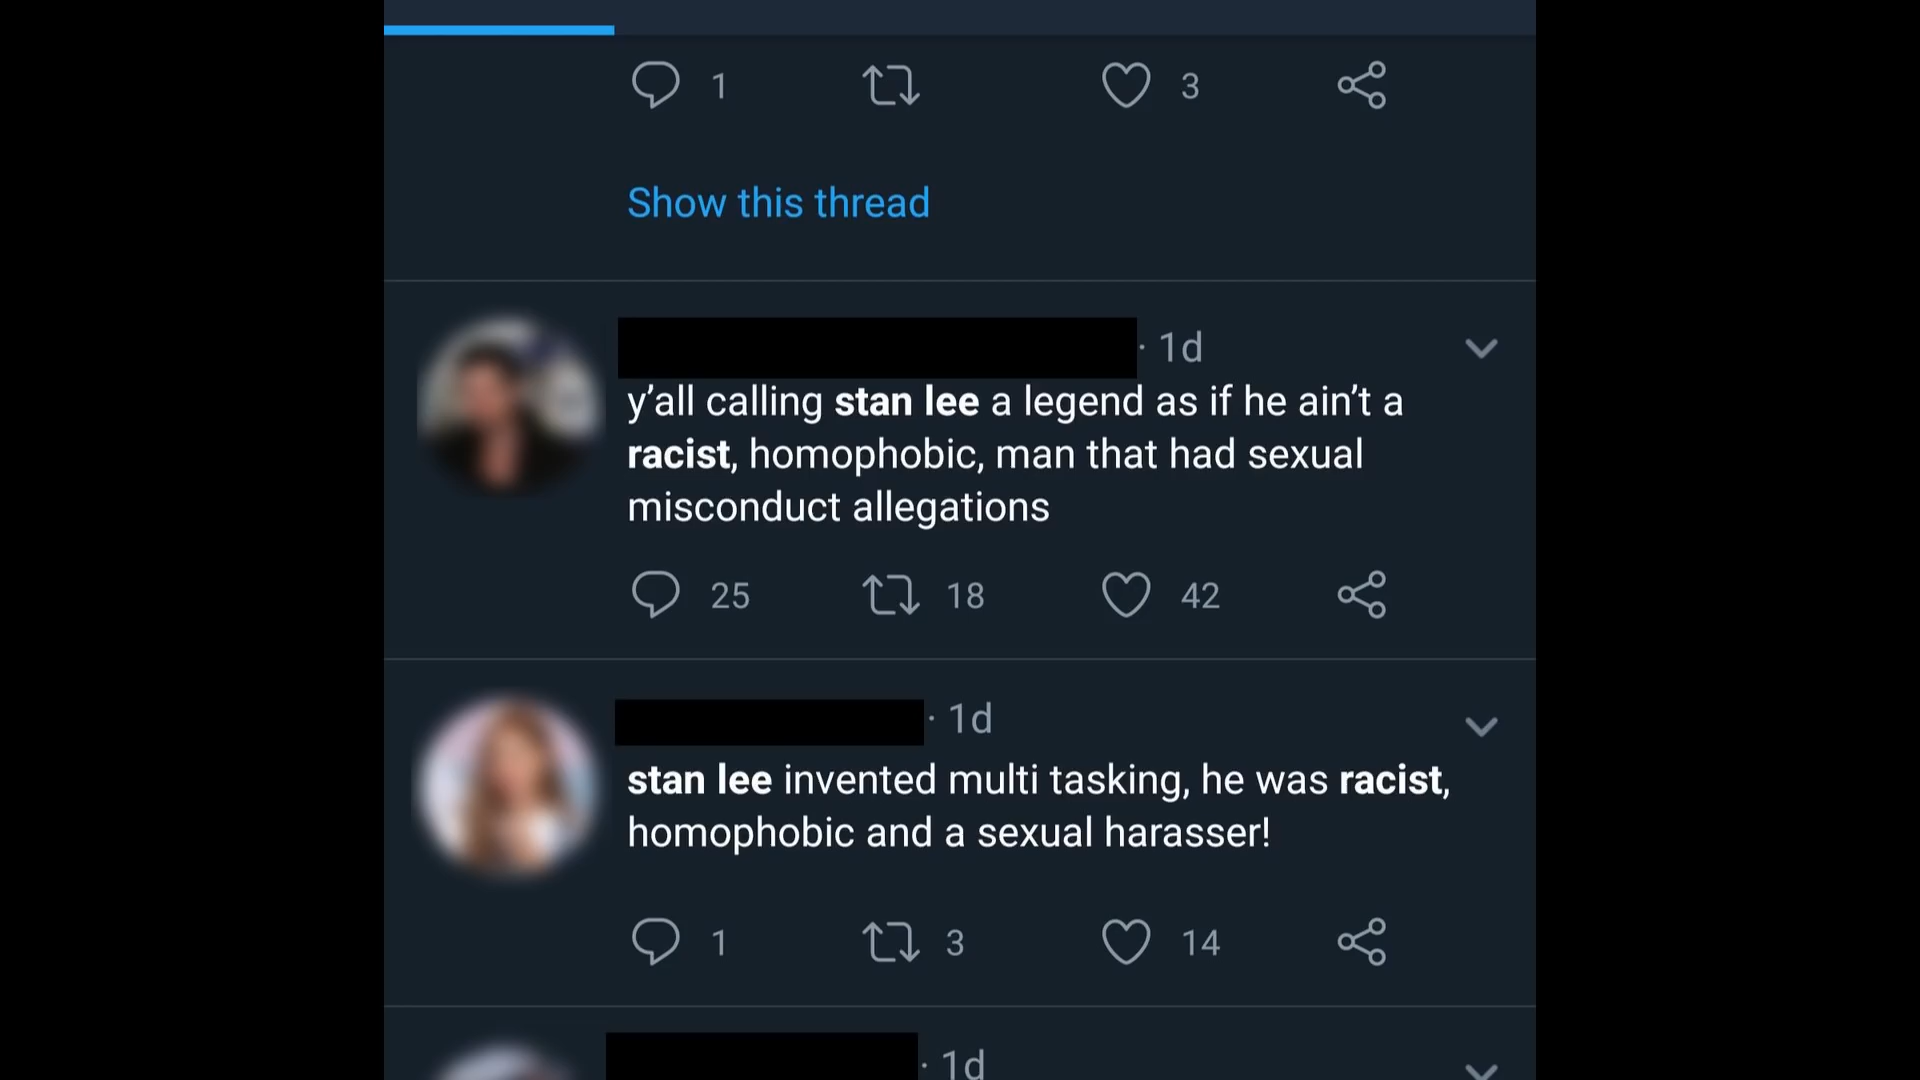 1 3
Show this thread
· 1d
y’all calling stan lee a legend as if he ain’t a
racist, homophobic, man that had sexual
misconduct allegations
25 18 42
· 1d
stan lee invented multi tasking, he was racist,
homophobic and a sexual harasser!
1 3 14
· 1d